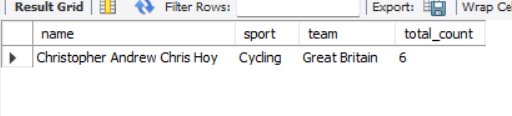 Result Grid Filter Rows: Export: Wrap Ce
name sport team total_count
Christopher Andrew Chris Hoy Cycling Great Britain 6